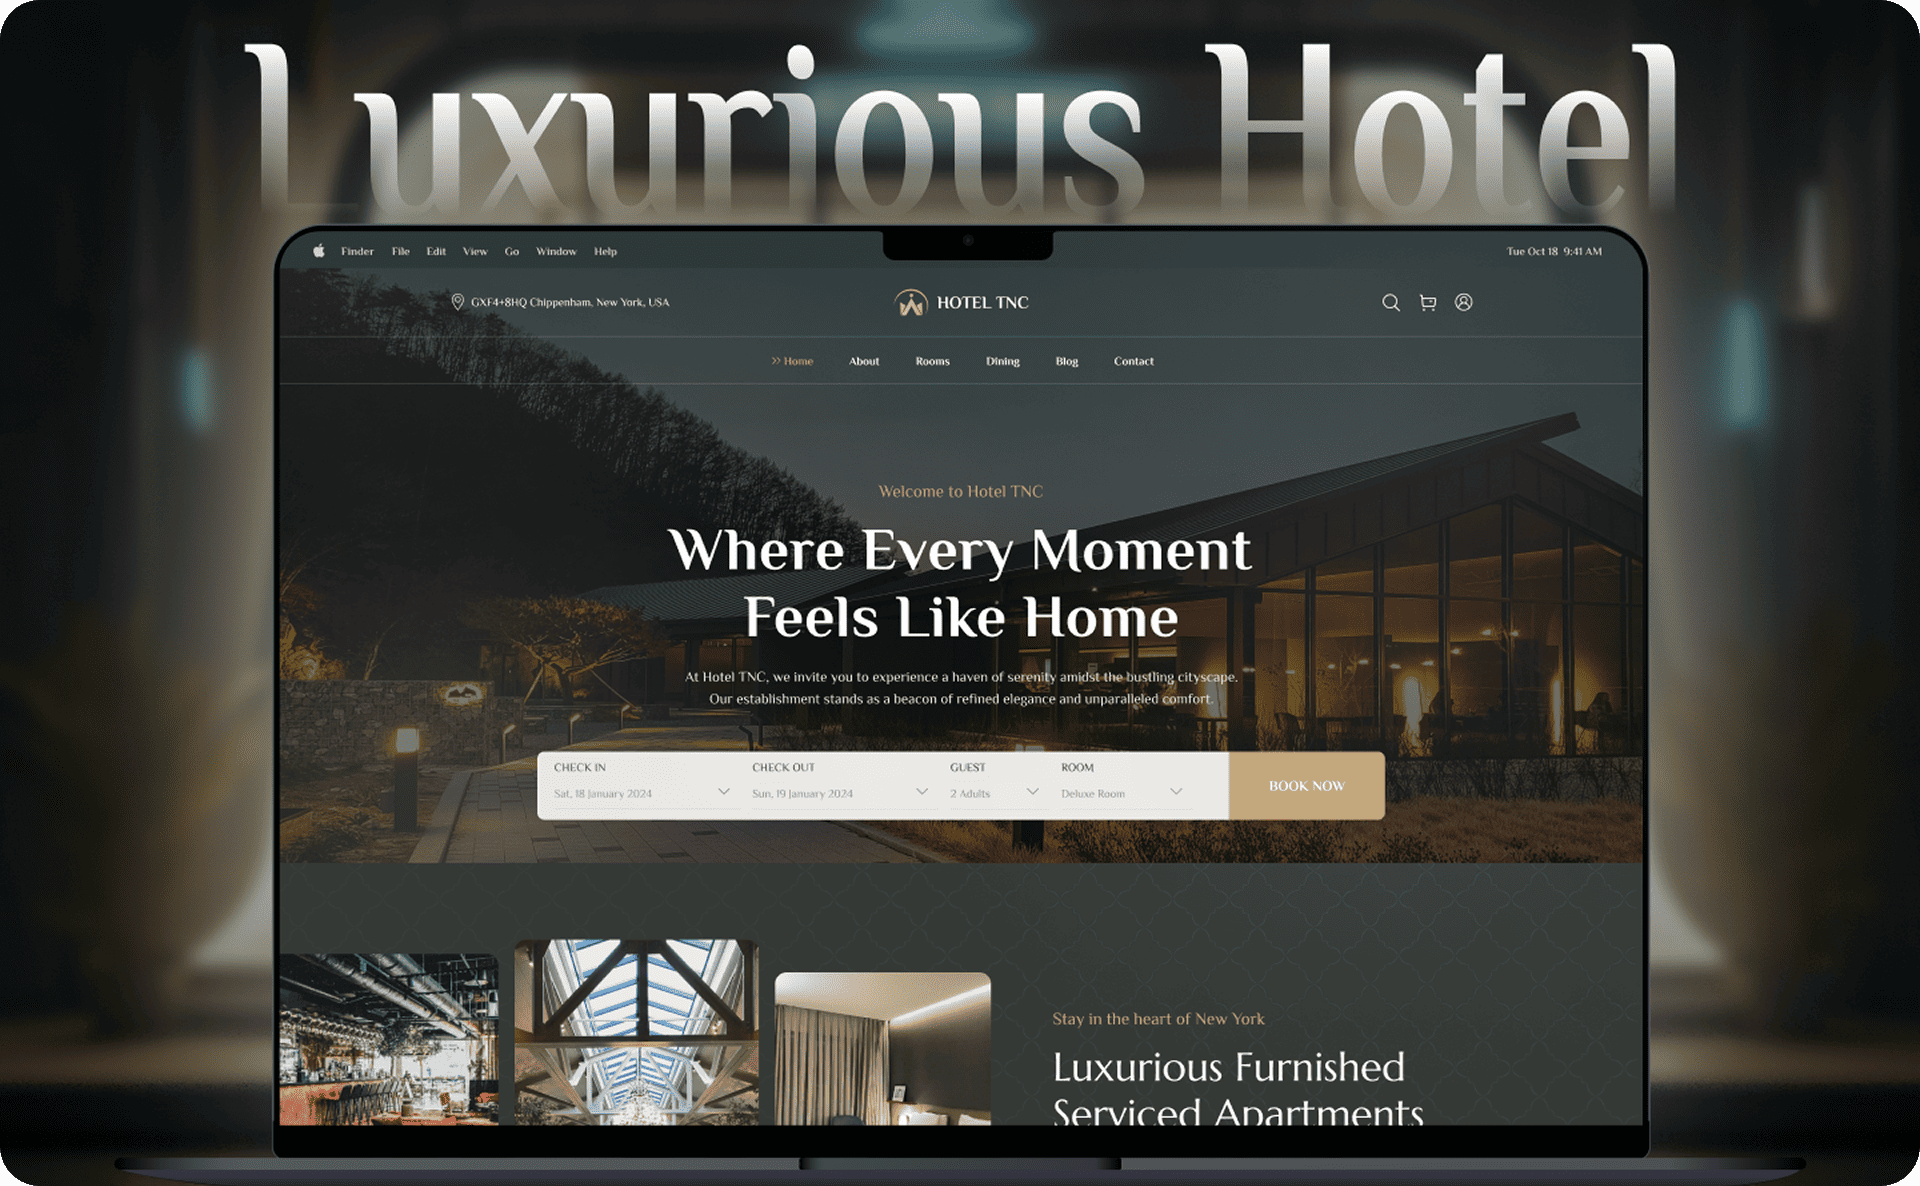 Luxurious Hotel
Finder File Edit View Go Window Help
Tue Oct 18 9:41 AM
GXF4+8HQ Chippenham, New York, USA
HOTEL TNC
>> Home About Rooms Dining Blog Contact
Welcome to Hotel TNC
Where Every Moment
Feels Like Home
At Hotel TNC, we invite you to experience a haven of serenity amidst the bustling cityscape.
Our establishment stands as a beacon of refined elegance and unparalleled comfort.
CHECK IN
Sat, 18 January 2024
CHECK OUT
Sun, 19 January 2024
GUEST
2 Adults
ROOM
Deluxe Room
BOOK NOW
Stay in the heart of New York
Luxurious Furnished
Serviced Apartments